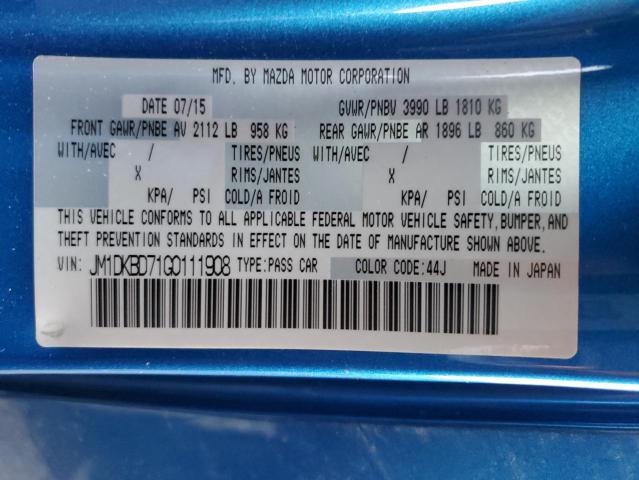 MFD. BY MAZDA MOTOR CORPORATION
DATE 07/15 GVWR/PNBV 3990 LB 1810 KG
FRONT GAWR/PNBE AV 2112 LB 958 KG REAR GAWR/PNBE AR 1896 LB 860 KG
WITH/AVEC / TIRES/PNEUS WITH/AVEC / TIRES/PNEUS
X RIMS/JANTES X RIMS/JANTES
KPA/ PSI COLD/A FROID KPA/ PSI COLD/A FROID
THIS VEHICLE CONFORMS TO ALL APPLICABLE FEDERAL MOTOR VEHICLE SAFETY,BUMPER,AND
THEFT PREVENTION STANDARDS IN EFFECT ON THE DATE OF MANUFACTURE SHOWN ABOVE.
VIN: JM1DKBD71G0111908 TYPE:PASS CAR COLOR CODE:44J MADE IN JAPAN